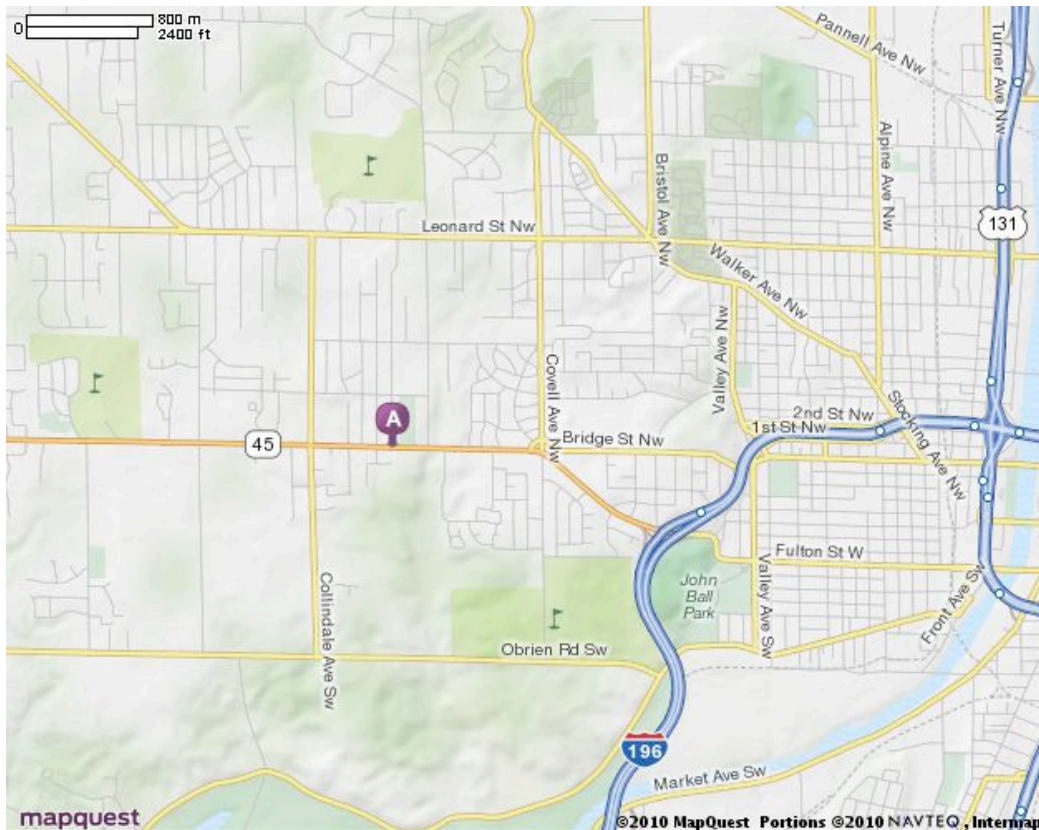 0
800 m
2400 ft
Pannell Ave Nw
Turner Ave Nw
Alpine Ave Nw
Bristol Ave Nw
Leonard St Nw
131
Walker Ave Nw
Valley Ave Nw
Covell Ave Nw
A
45
Bridge St Nw
2nd St Nw
1st St Nw
Stocking Ave Nw
Fulton St W
John
Ball
Park
Valley Ave Sw
Front Ave Sw
Collindale Ave Sw
Obrien Rd Sw
196
Market Ave Sw
mapquest
©2010 MapQuest Portions ©2010 NAVTEQ, Intermap